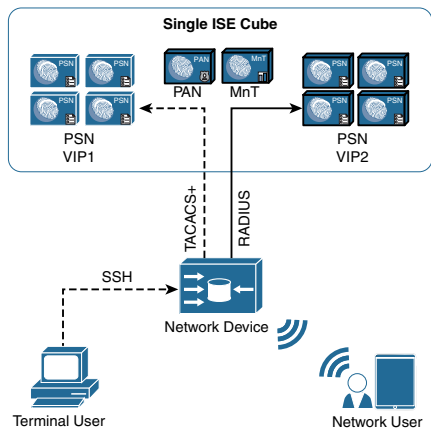 Single ISE Cube
PSN
PSN
PAN
MnT
PSN
PSN
PSN
PSN
PAN
MnT
PSN
PSN
PSN
VIP1
PSN
VIP2
TACACS+
RADIUS
SSH
Network Device
Terminal User
Network User